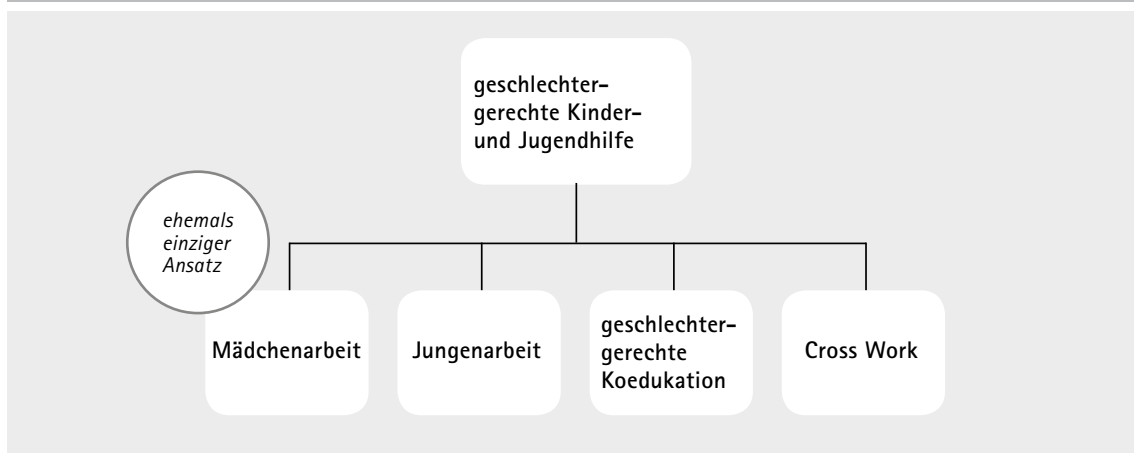 geschlechter-
gerechte Kinder-
und Jugendhilfe
ehemals
einziger
Ansatz
Mädchenarbeit
Jungenarbeit
geschlechter-
gerechte
Koedukation
Cross Work